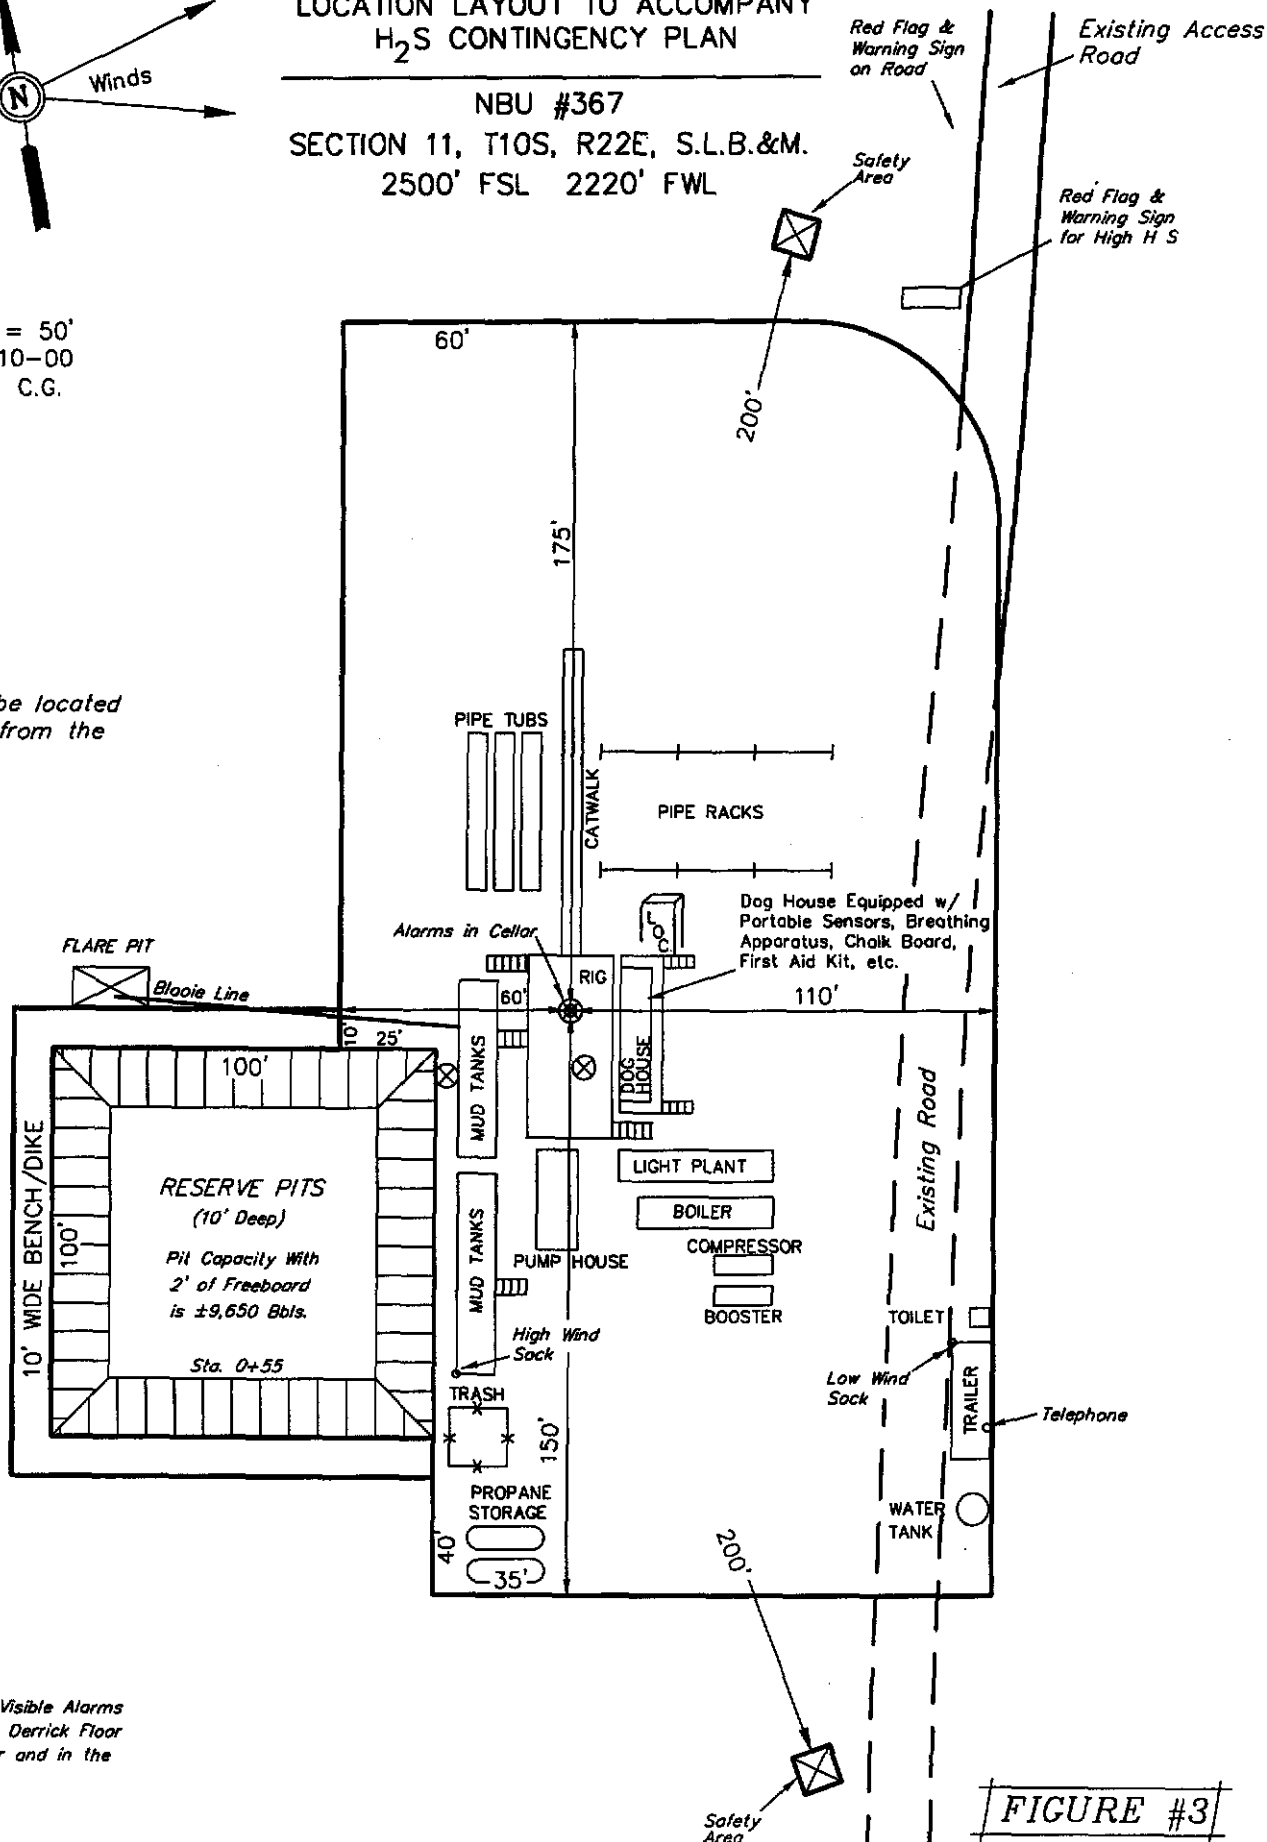 LOCATION LAYOUT TO ACCOMPANY
H2S CONTINGENCY PLAN
NBU #367
SECTION 11, T10S, R22E, S.L.B.&M.
2500' FSL 2220' FWL
N
Winds
Red Flag &
Warning Sign
on Road
Existing Access
Road
Safety
Area
Red Flag &
Warning Sign
for High H S
= 50'
10-00
C.G.
60'
200'
175'
be located
from the
PIPE TUBS
CATWALK
PIPE RACKS
L.O.C.
Dog House Equipped w/
Portable Sensors, Breathing
Apparatus, Chalk Board,
First Aid Kit, etc.
Alarms in Cellar
FLARE PIT
Blooie Line
RIG
60'
110'
10'
25'
100'
MUD TANKS
DOG
HOUSE
10' WIDE BENCH/DIKE
100'
RESERVE PITS
(10' Deep)
Pit Capacity With
2' of Freeboard
is ±9,650 Bbls.
Sta. 0+55
MUD TANKS
PUMP HOUSE
LIGHT PLANT
BOILER
COMPRESSOR
BOOSTER
Existing Road
TOILET
High Wind
Sock
Low Wind
Sock
TRAILER
Telephone
TRASH
150'
PROPANE
STORAGE
40'
35'
WATER
TANK
200'
Visible Alarms
Derrick Floor
r and in the
Safety
Area
FIGURE #3